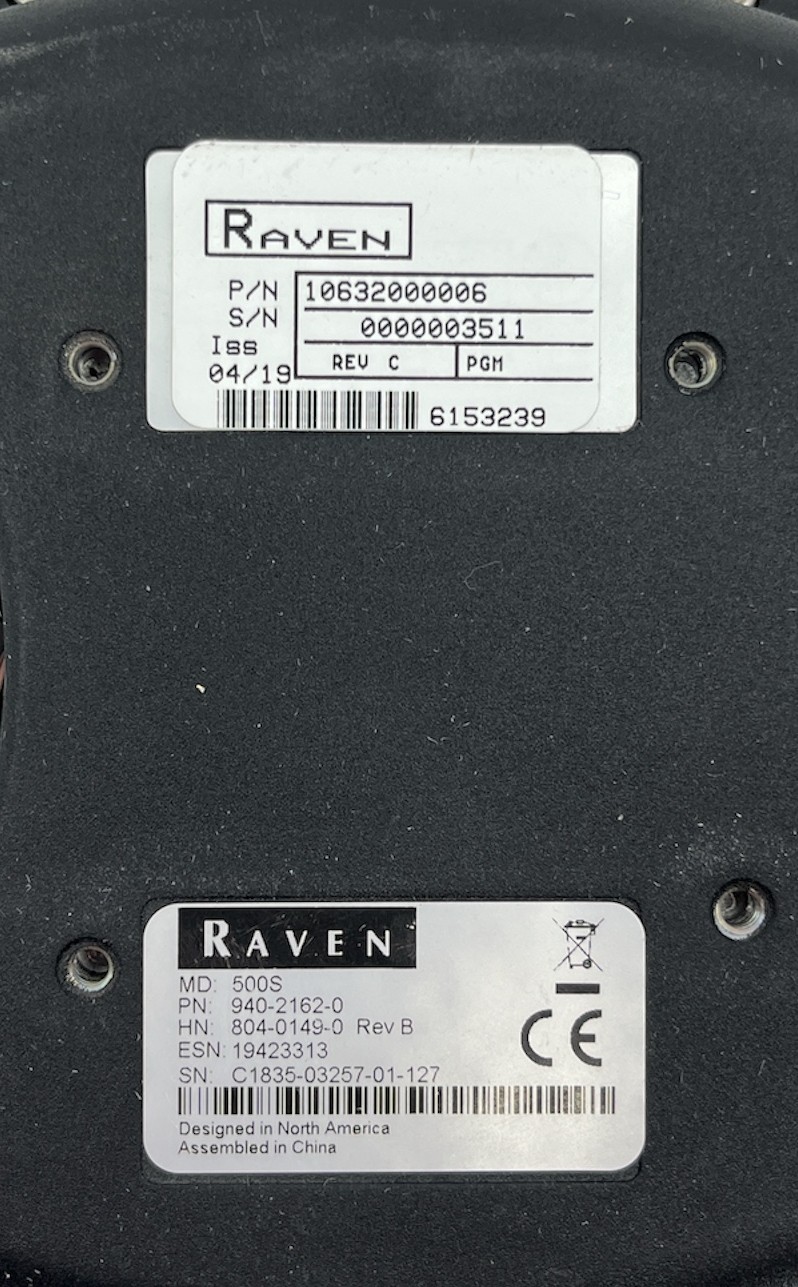 RAVEN
P/N 10632000006
S/N 0000003511
Iss
04/19 REV C PGM
6153239
RAVEN
MD: 500S
PN: 940-2162-0
HN: 804-0149-0 Rev B
ESN: 19423313
SN: C1835-03257-01-127
CE
Designed in North America
Assembled in China